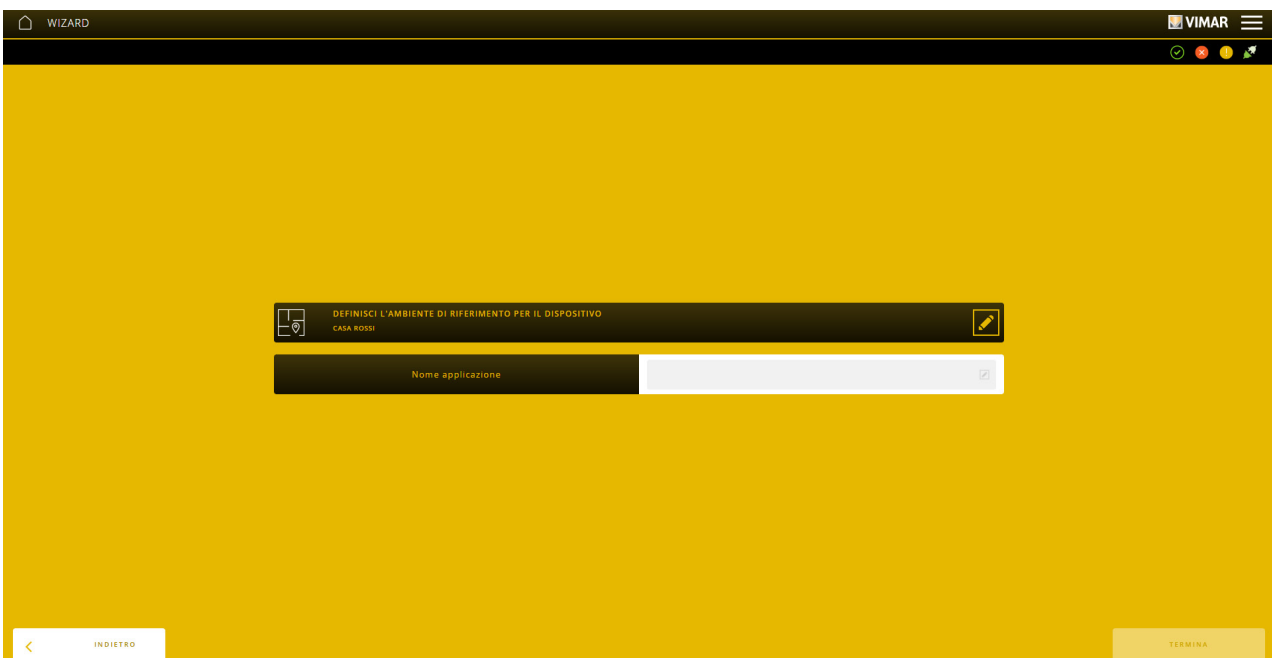 WIZARD
VIMAR
DEFINISCI L'AMBIENTE DI RIFERIMENTO PER IL DISPOSITIVO
CASA ROSSI
Nome applicazione
INDIETRO
TERMINA